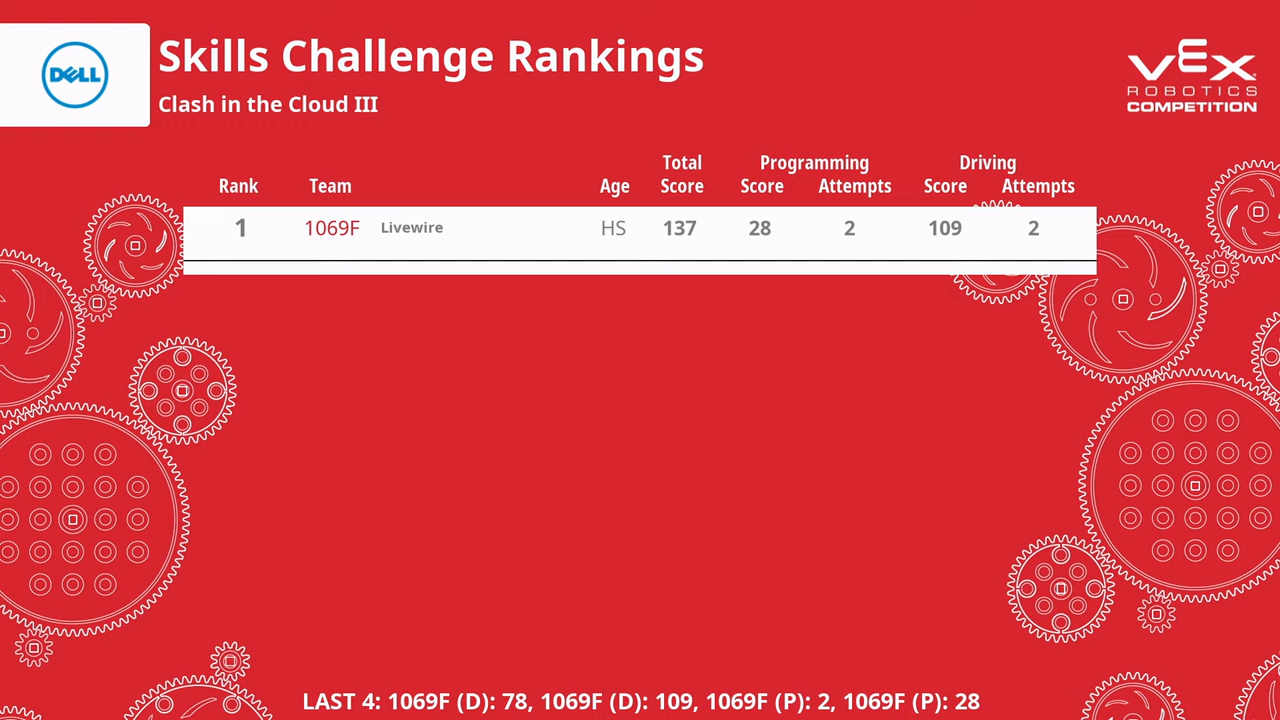 DELL
Skills Challenge Rankings
Clash in the Cloud III
VEX
ROBOTICS
COMPETITION
Total Programming Driving
Rank Team Age Score Score Attempts Score Attempts
1 1069F Livewire HS 137 28 2 109 2
LAST 4: 1069F (D): 78, 1069F (D): 109, 1069F (P): 2, 1069F (P): 28